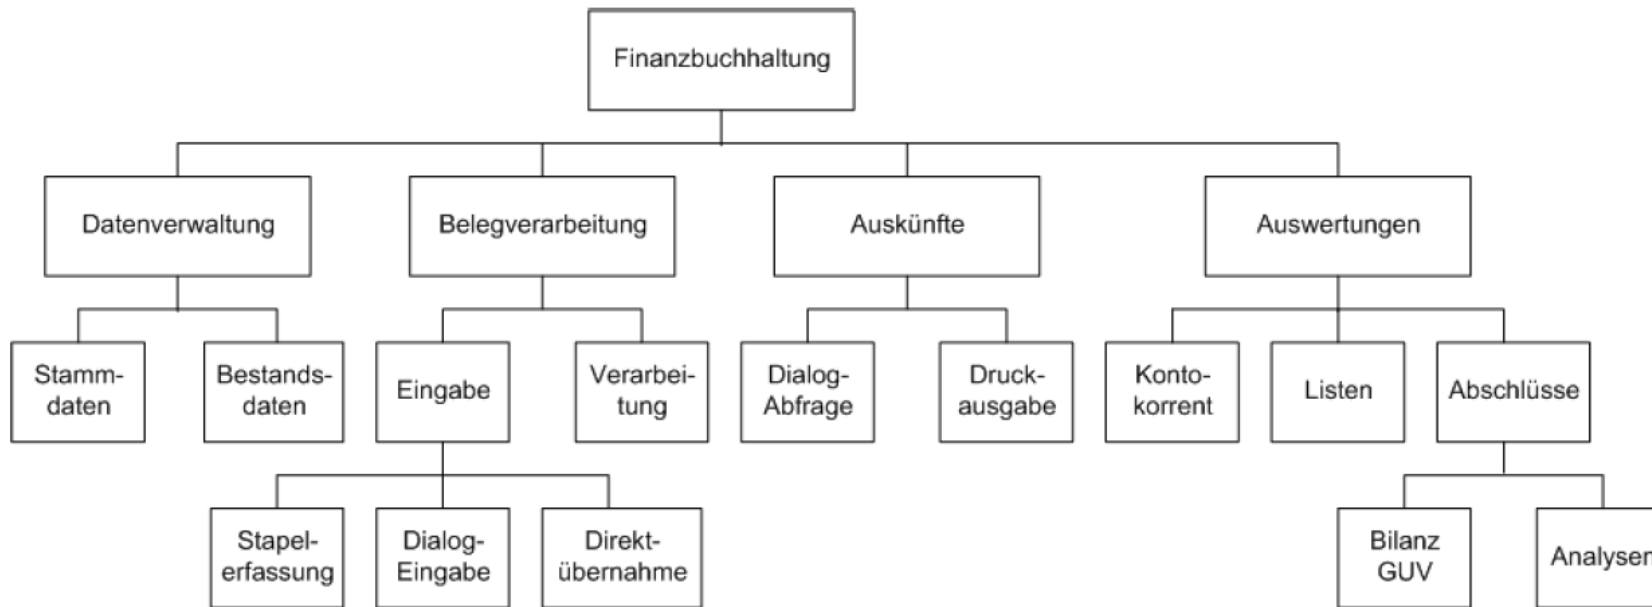 Finanzbuchhaltung
Datenverwaltung
Belegverarbeitung
Auskünfte
Auswertungen
Stamm-
daten
Bestands-
daten
Eingabe
Verarbei-
tung
Dialog-
Abfrage
Druck-
ausgabe
Konto-
korrent
Listen
Abschlüsse
Stapel-
erfassung
Dialog-
Eingabe
Direkt-
übernahme
Bilanz
GUV
Analysen